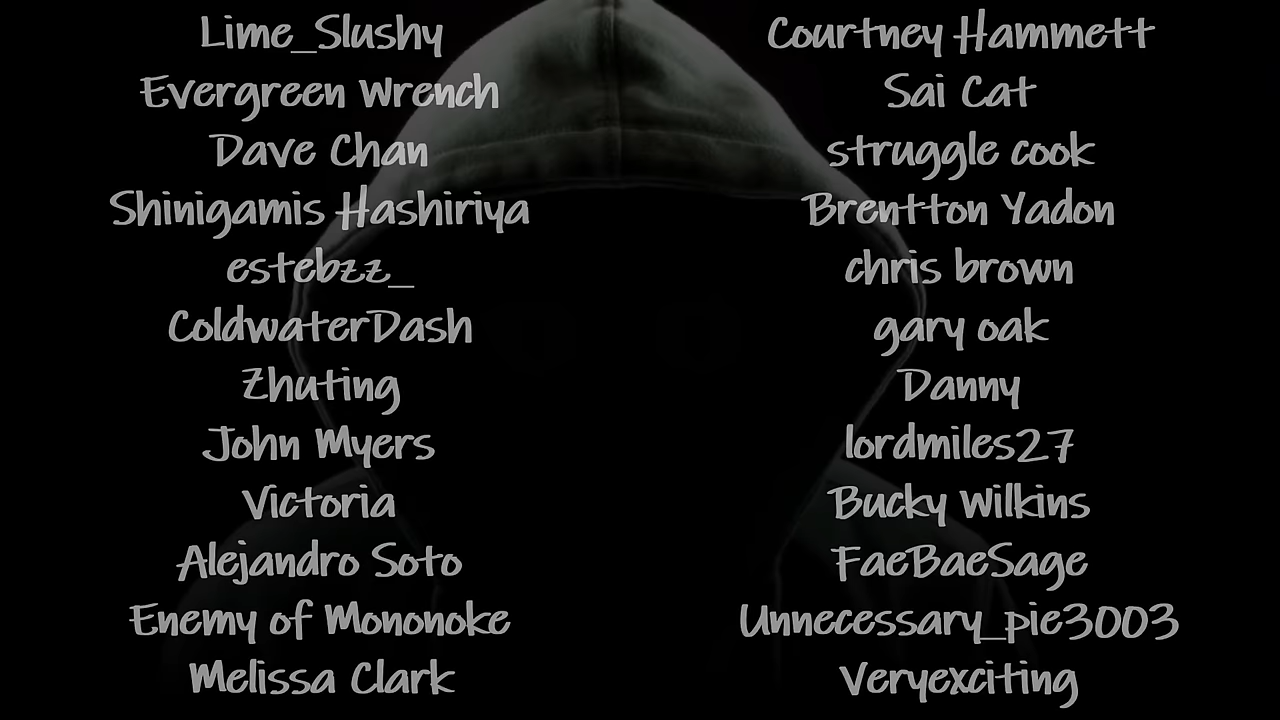 Lime_Slushy
Evergreen Wrench
Dave Chan
Shinigamis Hashiriya
estebzz_
ColdwaterDash
Zhuting
John Myers
Victoria
Alejandro Soto
Enemy of Mononoke
Melissa Clark
Courtney Hammett
Sai Cat
struggle cook
Brentton Yadon
chris brown
gary oak
Danny
lordmiles27
Bucky Wilkins
FaeBaeSage
Unnecessary_pie3003
Veryexciting